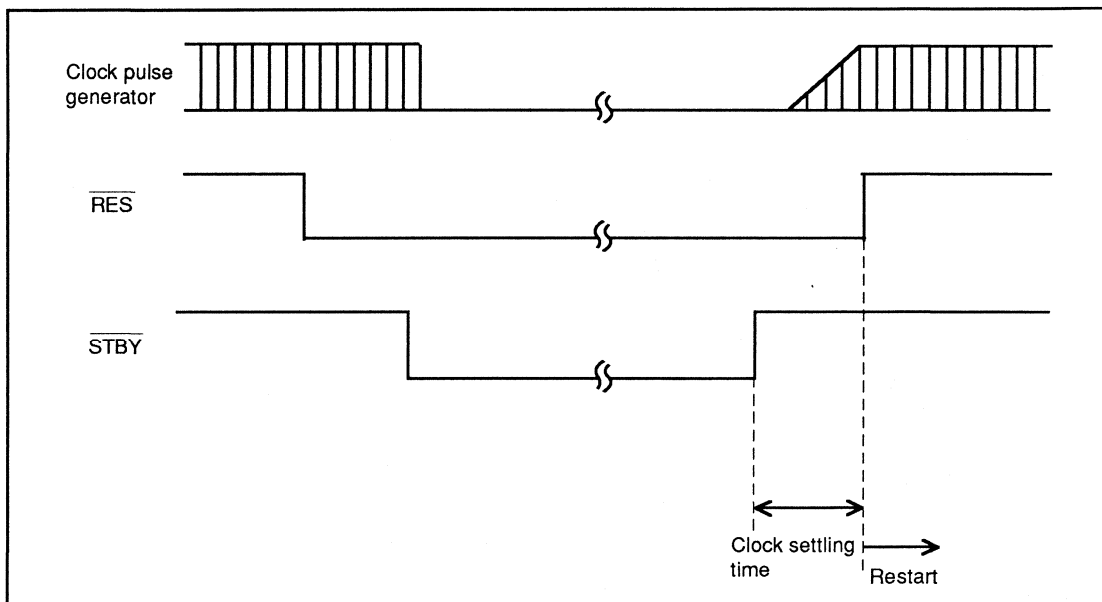 Clock pulse
generator
RES
STBY
Clock settling
time
Restart